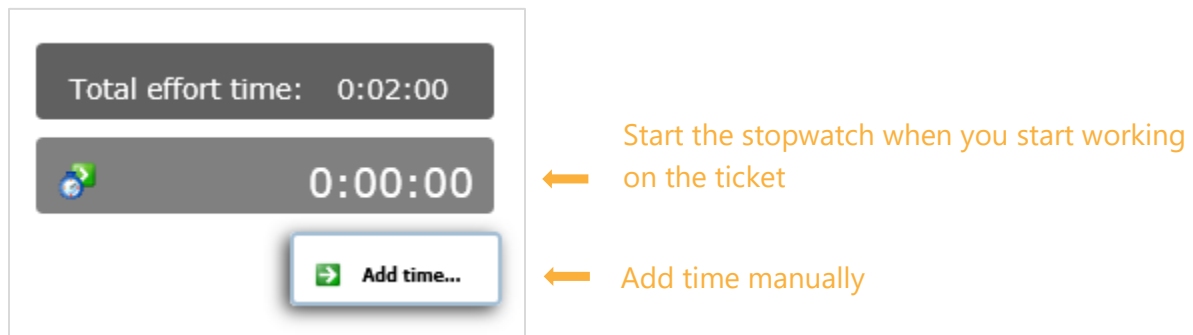 Total effort time: 0:02:00
0:00:00
Start the stopwatch when you start working
on the ticket
Add time...
Add time manually